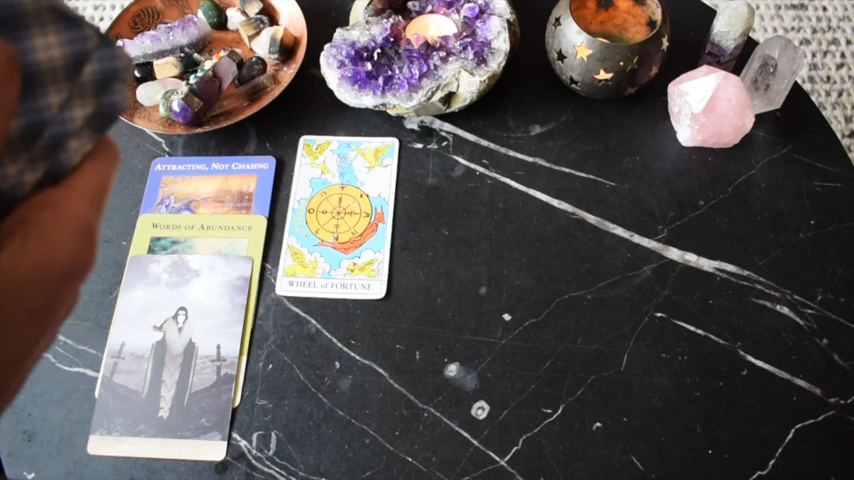 ATTRACTING, NOT CHASING
WORDS OF ABUNDANCE
WHEEL of FORTUNE.